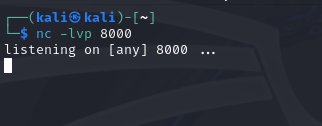 ┌──(kali㉿kali)-[~]
└─$ nc -lvp 8000
listening on [any] 8000 ...